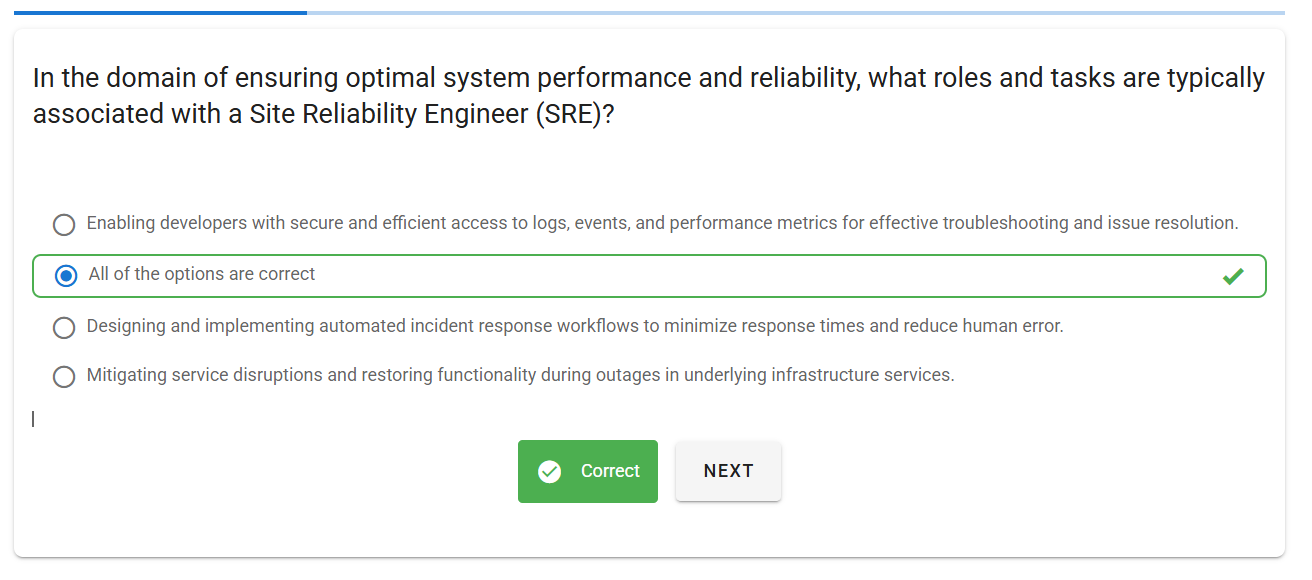 In the domain of ensuring optimal system performance and reliability, what roles and tasks are typically
associated with a Site Reliability Engineer (SRE)?
Enabling developers with secure and efficient access to logs, events, and performance metrics for effective troubleshooting and issue resolution.
All of the options are correct
Designing and implementing automated incident response workflows to minimize response times and reduce human error.
Mitigating service disruptions and restoring functionality during outages in underlying infrastructure services.
Correct
NEXT